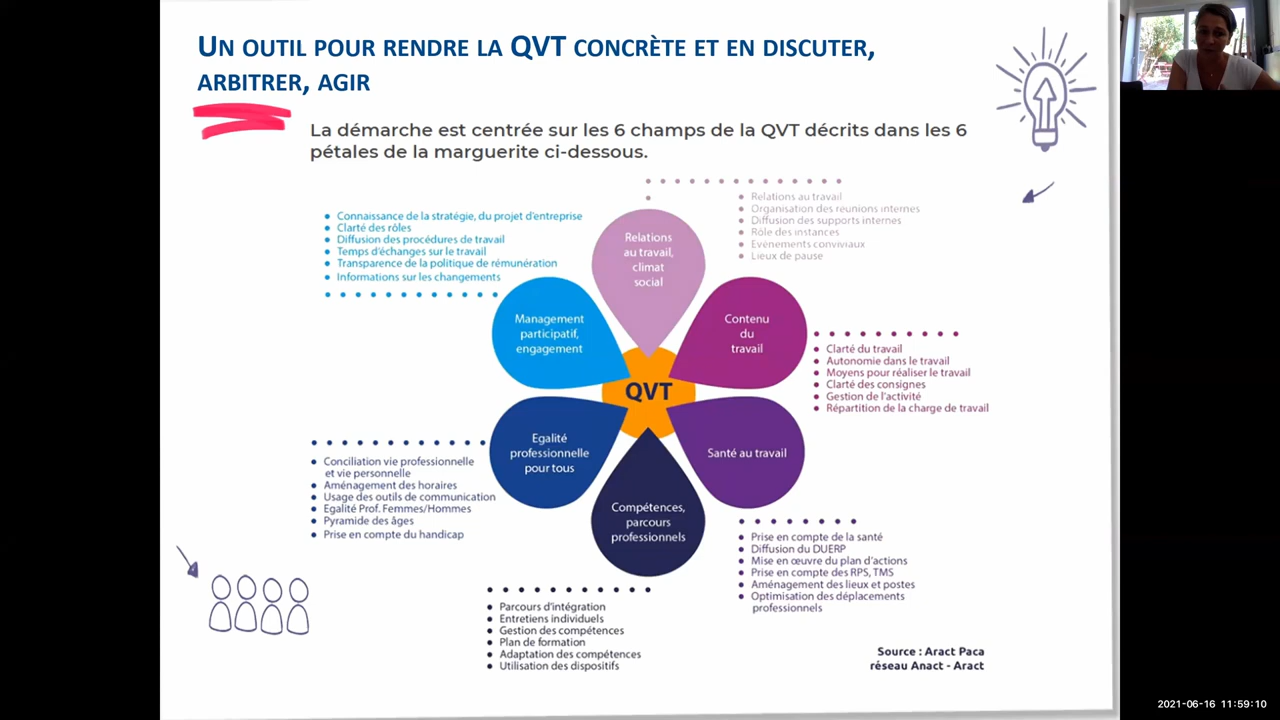 UN OUTIL POUR RENDRE LA QVT CONCRÈTE ET EN DISCUTER,
ARBITRER, AGIR
La démarche est centrée sur les 6 champs de la QVT décrits dans les 6
pétales de la marguerite ci-dessous.
Relations
au travail,
climat
social
Relations au travail
Organisation des réunions internes
Diffusion des supports internes
Rôle des instances
Evènements conviviaux
Lieux de pause
Connaissance de la stratégie, du projet d'entreprise
Clarté des rôles
Diffusion des procédures de travail
Temps d'échanges sur le travail
Transparence de la politique de rémunération
Informations sur les changements
Management
participatif,
engagement
Contenu
du
travail
Clarté du travail
Autonomie dans le travail
Moyens pour réaliser le travail
Clarté des consignes
Gestion de l'activité
Répartition de la charge de travail
QVT
Egalité
professionnelle
pour tous
Conciliation vie professionnelle
et vie personnelle
Aménagement des horaires
Usage des outils de communication
Egalité Prof. Femmes/Hommes
Pyramide des âges
Prise en compte du handicap
Santé au travail
Prise en compte de la santé
Diffusion du DUERP
Mise en œuvre du plan d'actions
Prise en compte des RPS, TMS
Aménagement des lieux et postes
Optimisation des déplacements
professionnels
Compétences,
parcours
professionnels
Parcours d'intégration
Entretiens individuels
Gestion des compétences
Plan de formation
Adaptation des compétences
Utilisation des dispositifs
Source : Aract Paca
réseau Anact - Aract
2021-06-16 11:59:10